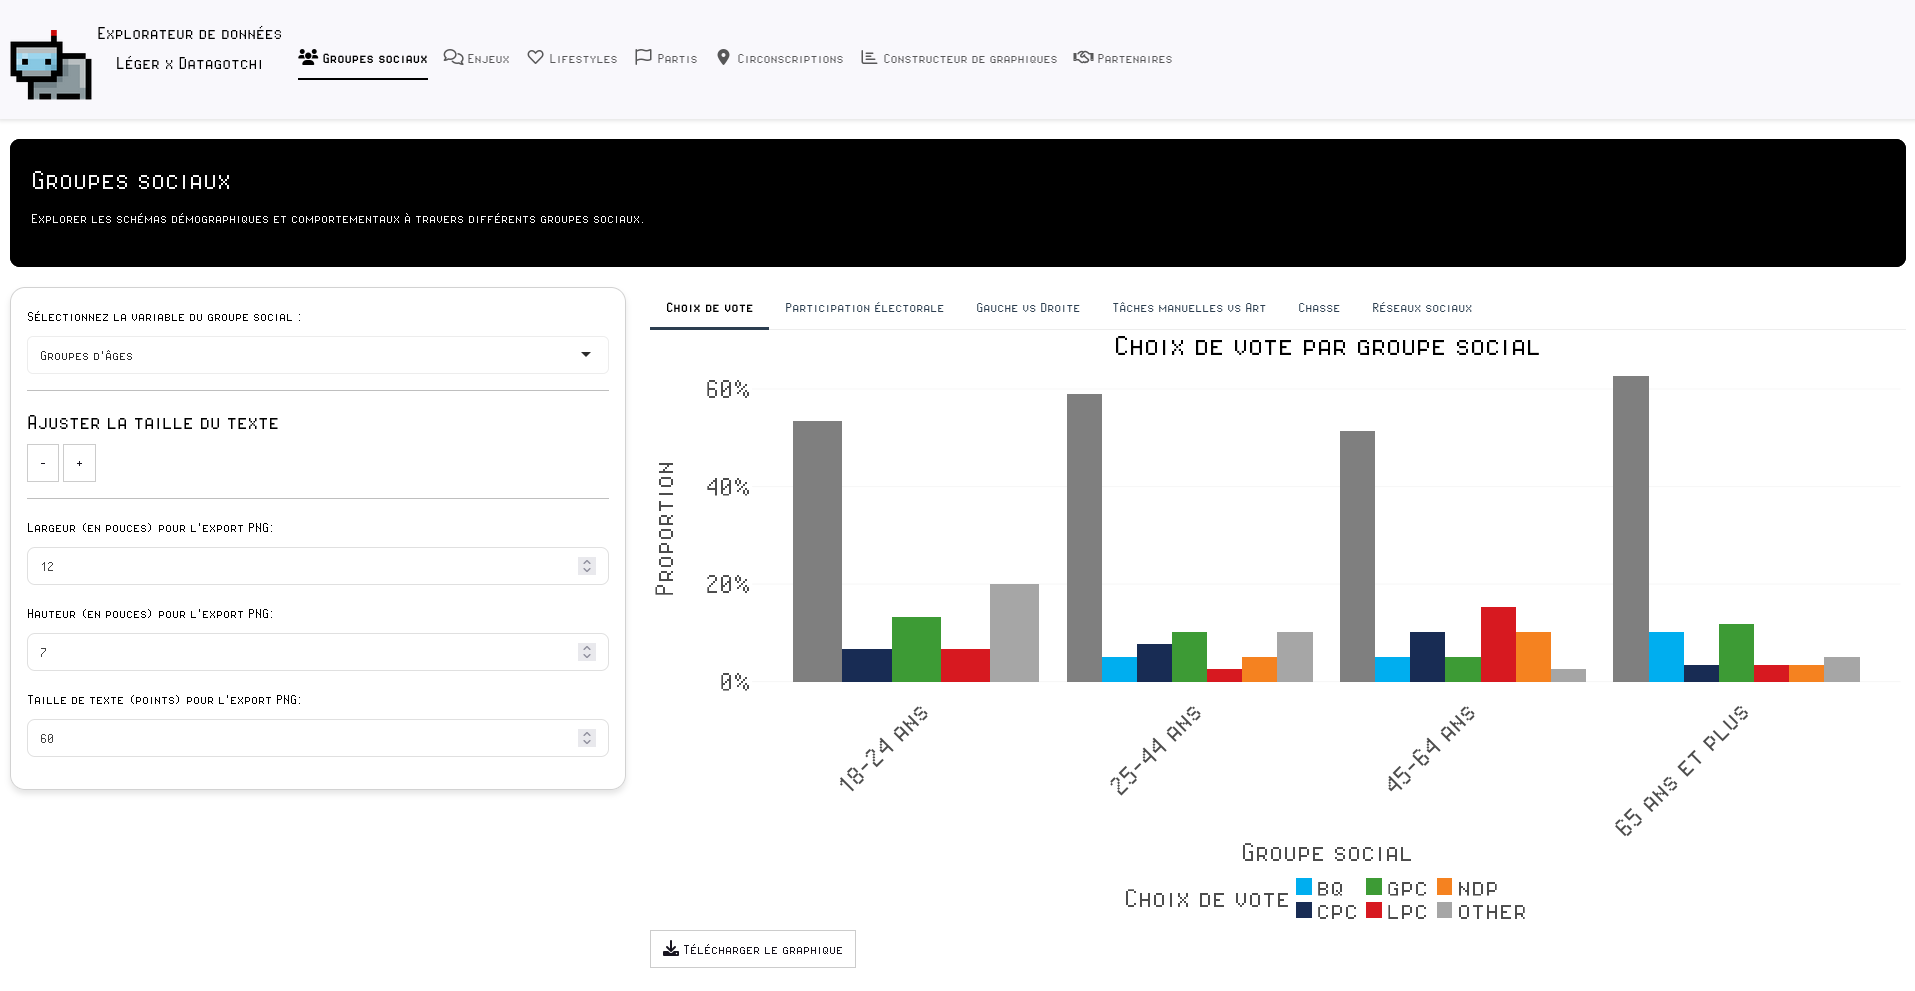 Explorateur de données
Léger x Datagotchi
Groupes sociaux
Enjeux
Lifestyles
Partis
Circonscriptions
Constructeur de graphiques
Partenaires
Groupes sociaux
Explorer les schémas démographiques et comportementaux à travers différents groupes sociaux.
Sélectionnez la variable du groupe social :
Groupes d'âges
Ajuster la taille du texte
-
+
Largeur (en pouces) pour l'export PNG:
12
Hauteur (en pouces) pour l'export PNG:
7
Taille de texte (points) pour l'export PNG:
60
Choix de vote
Participation électorale
Gauche vs Droite
Tâches manuelles vs Art
Chasse
Réseaux sociaux
Choix de vote par groupe social
Proportion
60%
40%
20%
0%
18-24 ans
25-44 ans
45-64 ans
65 ans et plus
Groupe social
Choix de vote
BQ
GPC
NDP
CPC
LPC
OTHER
Télécharger le graphique